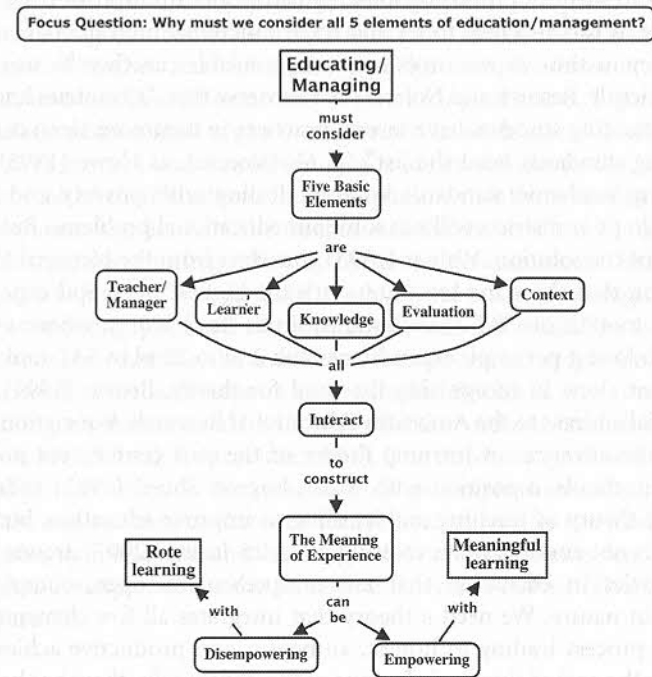 Focus Question: Why must we consider all 5 elements of education/management?
Educating/
Managing
must
consider
Five Basic
Elements
are
Teacher/
Manager
Learner
Knowledge
Evaluation
Context
all
Interact
to
construct
The Meaning
of Experience
Rote
learning
Meaningful
learning
with
can
be
with
Disempowering
Empowering